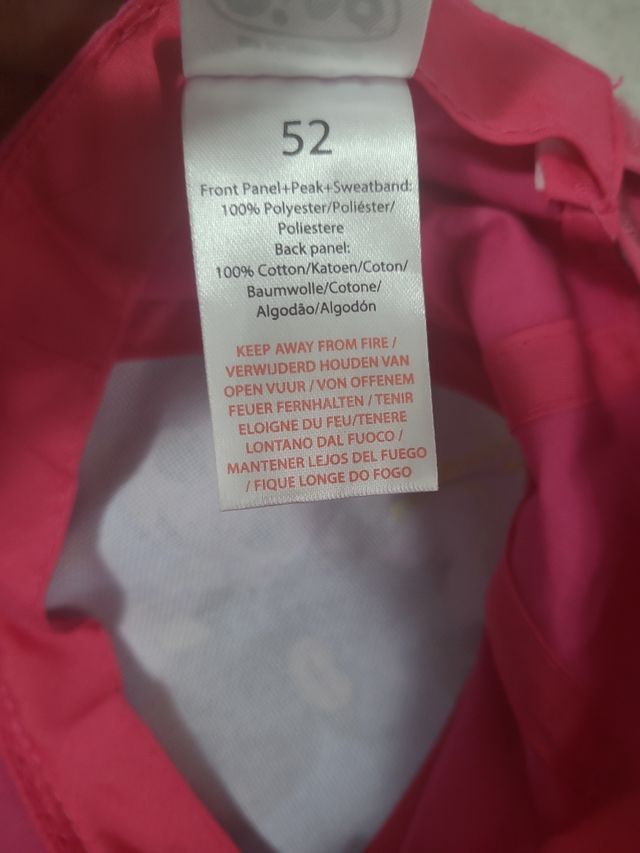 52
Front Panel+Peak+Sweatband:
100% Polyester/Poliéster/
Poliestere
Back panel:
100% Cotton/Katoen/Coton/
Baumwolle/Cotone/
Algodão/Algodón
KEEP AWAY FROM FIRE /
VERWIJDERD HOUDEN VAN
OPEN VUUR / VON OFFENEM
FEUER FERNHALTEN / TENIR
ELOIGNE DU FEU/TENERE
LONTANO DAL FUOCO /
MANTENER LEJOS DEL FUEGO
/ FIQUE LONGE DO FOGO